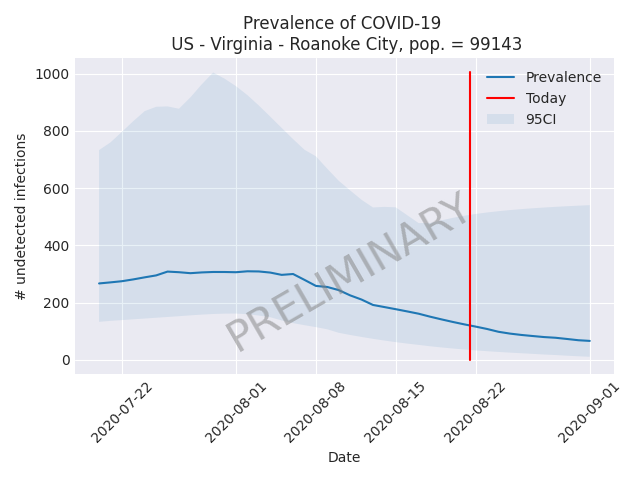 Prevalence of COVID-19
US - Virginia - Roanoke City, pop. = 99143
1000
800
600
400
200
0
# undetected infections
Prevalence
Today
95CI
PRELIMINARY
2020-07-22
2020-08-01
2020-08-08
2020-08-15
2020-08-22
2020-09-01
Date